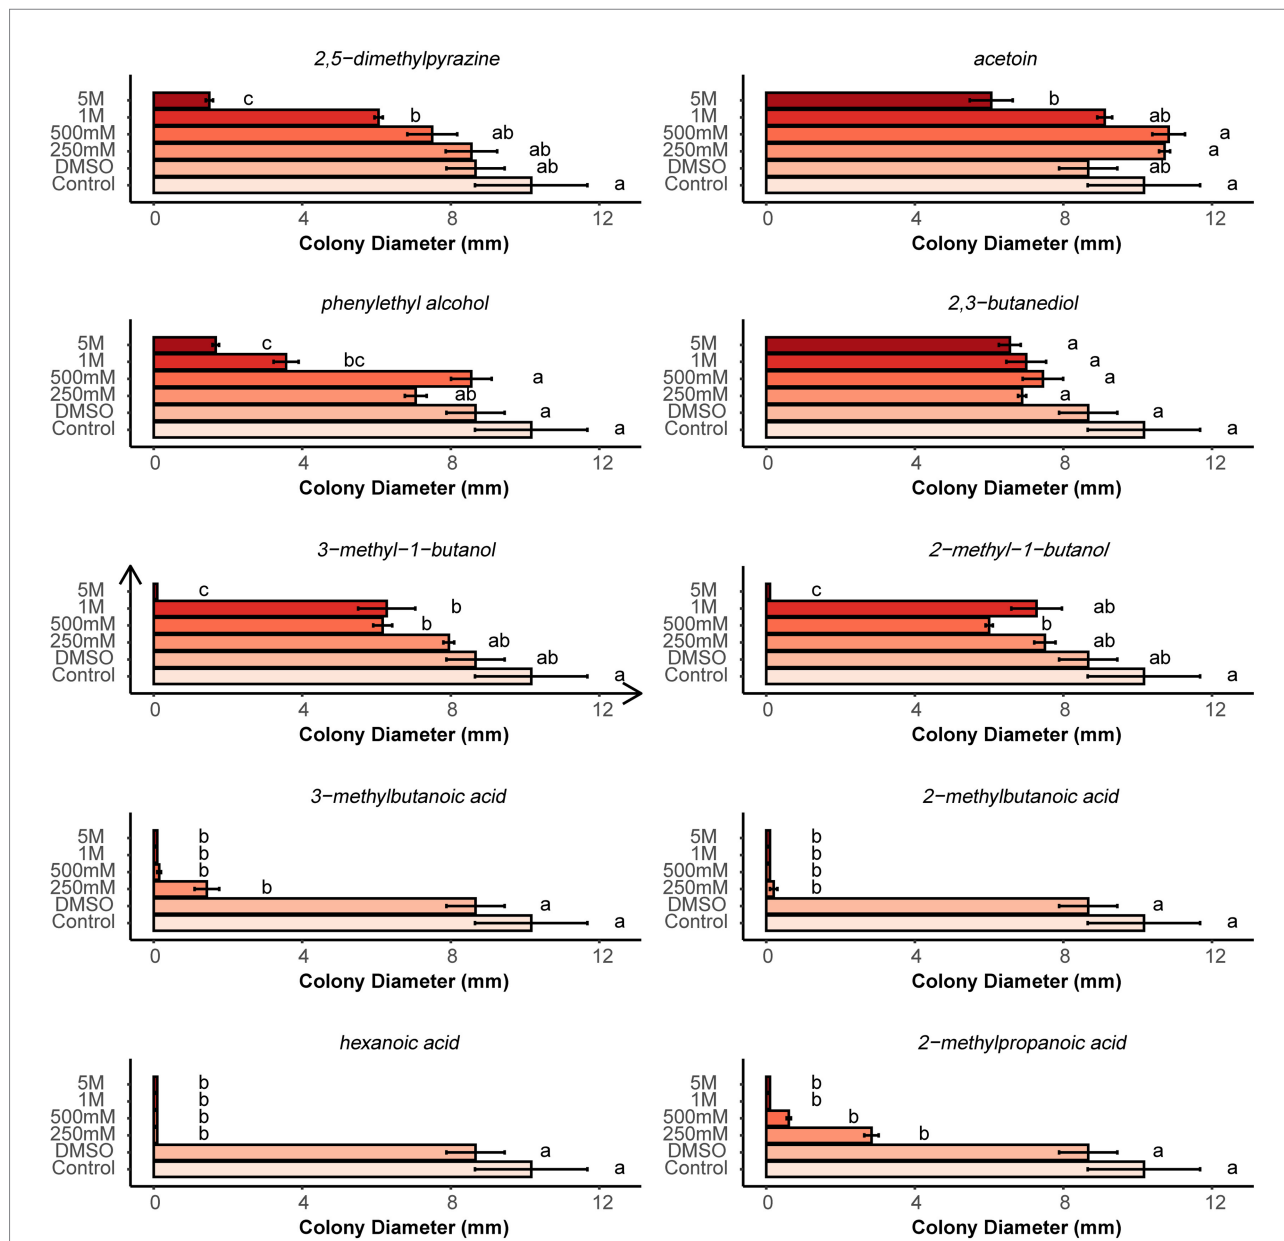 2,5−dimethylpyrazine
5M c
1M b
500mM ab
250mM ab
DMSO ab
Control a
0 4 8 12
Colony Diameter (mm)
acetoin
5M b
1M ab
500mM a
250mM a
DMSO ab
Control a
0 4 8 12
Colony Diameter (mm)
phenylethyl alcohol
5M c
1M bc
500mM a
250mM ab
DMSO a
Control a
0 4 8 12
Colony Diameter (mm)
2,3−butanediol
5M a
1M a
500mM a
250mM a
DMSO a
Control a
0 4 8 12
Colony Diameter (mm)
3−methyl−1−butanol
5M c
1M b
500mM b
250mM ab
DMSO ab
Control a
0 4 8 12
Colony Diameter (mm)
2−methyl−1−butanol
5M c
1M ab
500mM b
250mM ab
DMSO ab
Control a
0 4 8 12
Colony Diameter (mm)
3−methylbutanoic acid
5M b
1M b
500mM b
250mM b
DMSO a
Control a
0 4 8 12
Colony Diameter (mm)
2−methylbutanoic acid
5M b
1M b
500mM b
250mM b
DMSO a
Control a
0 4 8 12
Colony Diameter (mm)
hexanoic acid
5M b
1M b
500mM b
250mM b
DMSO a
Control a
0 4 8 12
Colony Diameter (mm)
2−methylpropanoic acid
5M b
1M b
500mM b
250mM b
DMSO a
Control a
0 4 8 12
Colony Diameter (mm)